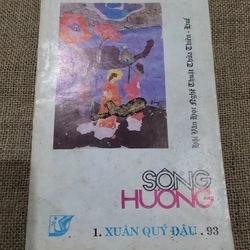 Hội Văn Học Nghệ Thuật Thừa Thiên - Huế
SÔNG
HƯƠNG
1. XUÂN QUÝ DẬU . 93